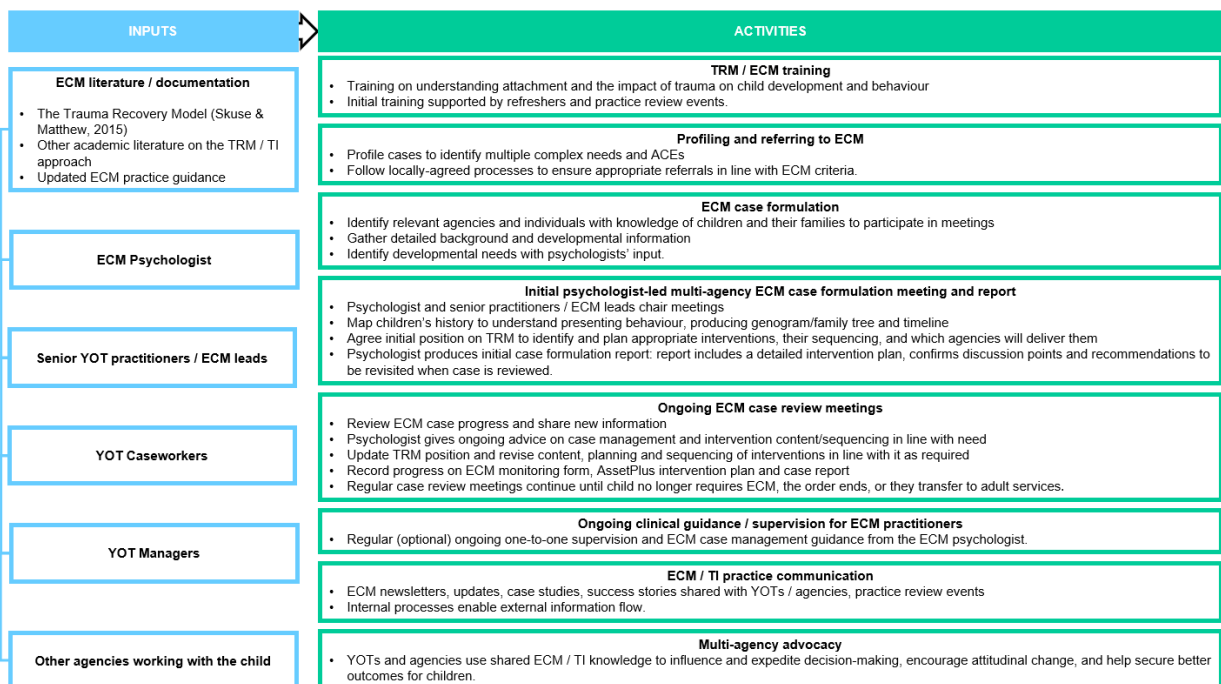 INPUTS
ECM literature / documentation
• The Trauma Recovery Model (Skuse &
Matthew, 2015)
• Other academic literature on the TRM / TI
approach
• Updated ECM practice guidance
ECM Psychologist
Senior YOT practitioners / ECM leads
YOT Caseworkers
YOT Managers
Other agencies working with the child
ACTIVITIES
TRM / ECM training
• Training on understanding attachment and the impact of trauma on child development and behaviour
• Initial training supported by refreshers and practice review events.
Profiling and referring to ECM
• Profile cases to identify multiple complex needs and ACEs
• Follow locally-agreed processes to ensure appropriate referrals in line with ECM criteria.
ECM case formulation
• Identify relevant agencies and individuals with knowledge of children and their families to participate in meetings
• Gather detailed background and developmental information
• Identify developmental needs with psychologists' input.
Initial psychologist-led multi-agency ECM case formulation meeting and report
• Psychologist and senior practitioners / ECM leads chair meetings
• Map children's history to understand presenting behaviour, producing genogram/family tree and timeline
• Agree initial position on TRM to identify and plan appropriate interventions, their sequencing, and which agencies will deliver them
• Psychologist produces initial case formulation report: report includes a detailed intervention plan, confirms discussion points and recommendations to
be revisited when case is reviewed.
Ongoing ECM case review meetings
• Review ECM case progress and share new information
• Psychologist gives ongoing advice on case management and intervention content/sequencing in line with need
• Update TRM position and revise content, planning and sequencing of interventions in line with it as required
• Record progress on ECM monitoring form, AssetPlus intervention plan and case report
• Regular case review meetings continue until child no longer requires ECM, the order ends, or they transfer to adult services.
Ongoing clinical guidance / supervision for ECM practitioners
• Regular (optional) ongoing one-to-one supervision and ECM case management guidance from the ECM psychologist.
ECM / TI practice communication
• ECM newsletters, updates, case studies, success stories shared with YOTs / agencies, practice review events
• Internal processes enable external information flow.
Multi-agency advocacy
• YOTs and agencies use shared ECM / TI knowledge to influence and expedite decision-making, encourage attitudinal change, and help secure better
outcomes for children.